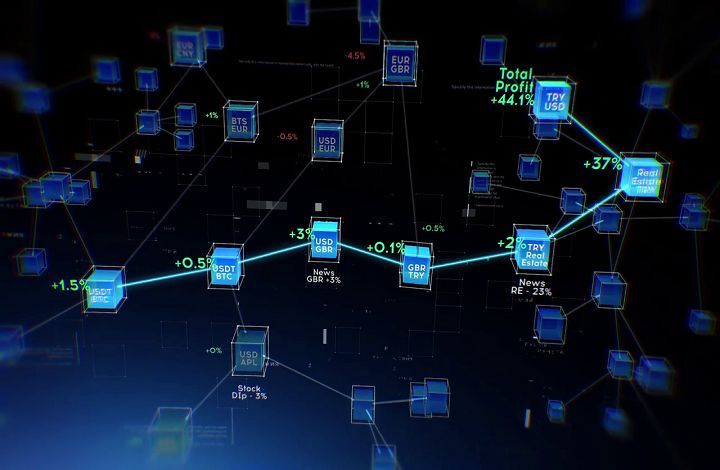 EUR
CNY
-4.5%
EUR
GBR
+1%
Total
Profit
+44.1%
TRY
USD
+1%
BTS
EUR
-0.5%
USD
EUR
+37%
Real
Estate
+1.5%
USDT
BTC
+0.5%
USDT
BTC
+3%
USD
GBR
News
GBR +3%
+0.1%
GBR
TRY
+0.5%
+2%
TRY
Real
Estate
News
RE - 23%
+0%
USD
APL
Stock
DIp - 3%